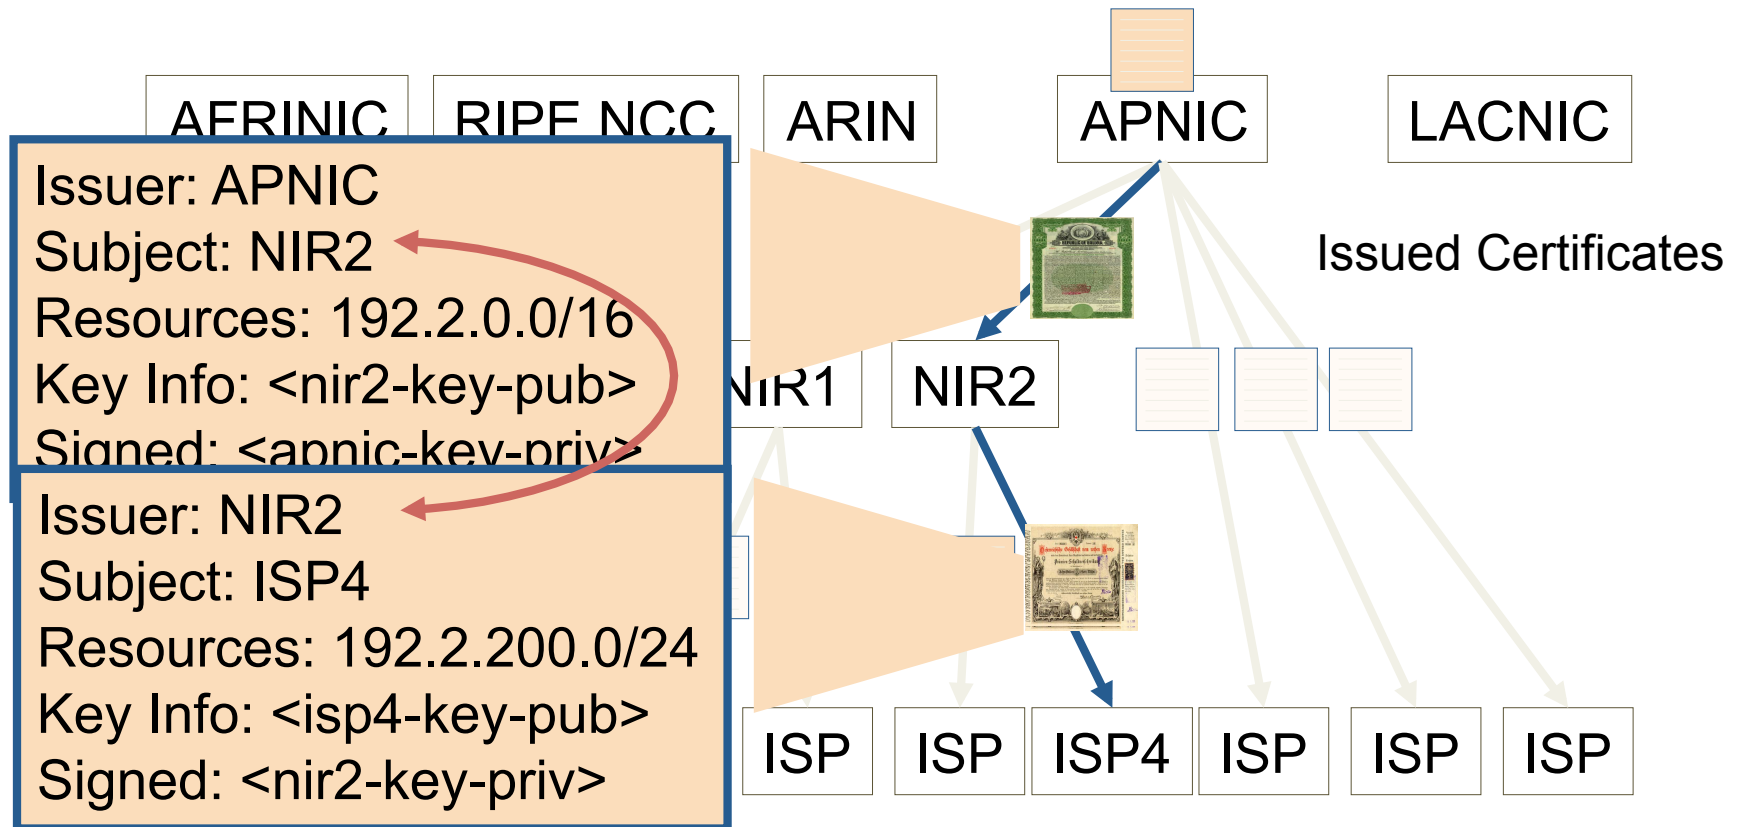 AFRINIC
RIPE NCC
ARIN
APNIC
LACNIC
Issuer: APNIC
Subject: NIR2
Resources: 192.2.0.0/16
Key Info: <nir2-key-pub>
Signed: <apnic-key-priv>
Issued Certificates
NIR1
NIR2
Issuer: NIR2
Subject: ISP4
Resources: 192.2.200.0/24
Key Info: <isp4-key-pub>
Signed: <nir2-key-priv>
ISP
ISP
ISP4
ISP
ISP
ISP